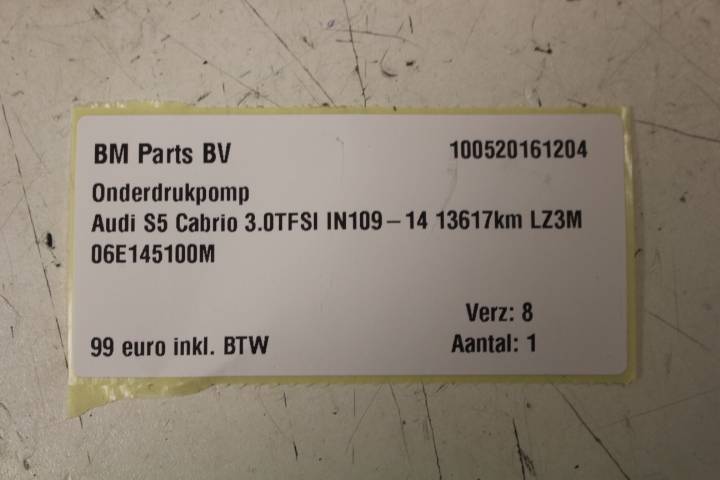 BM Parts BV 100520161204
Onderdrukpomp
Audi S5 Cabrio 3.0TFSI IN109-14 13617km LZ3M
06E145100M
Verz: 8
99 euro inkl. BTW Aantal: 1